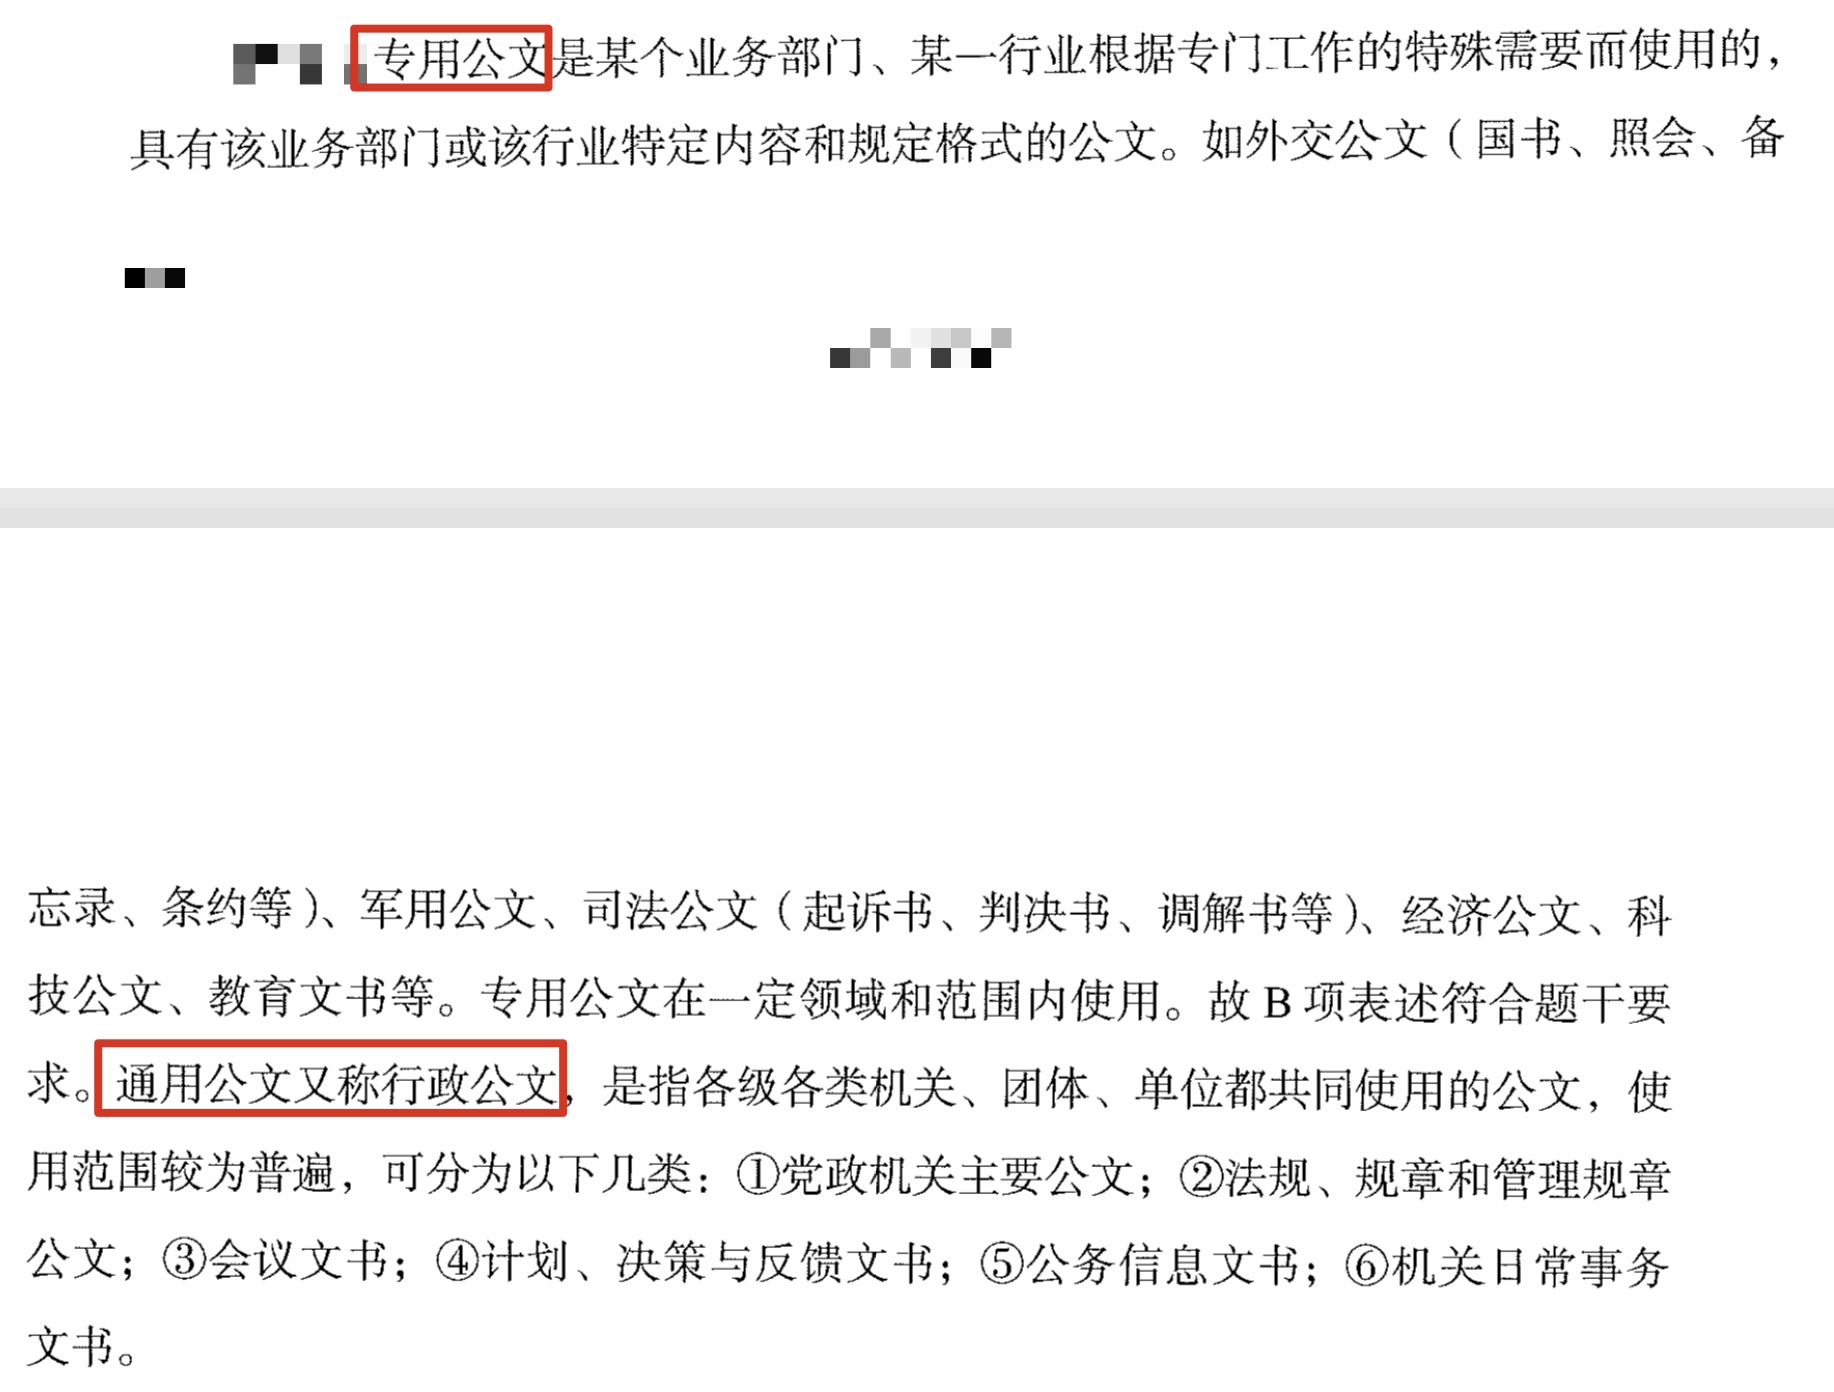 专用公文是某个业务部门、某一行业根据专门工作的特殊需要而使用的，
具有该业务部门或该行业特定内容和规定格式的公文。如外交公文（国书、照会、备
忘录、条约等）、军用公文、司法公文（起诉书、判决书、调解书等）、经济公文、科
技公文、教育文书等。专用公文在一定领域和范围内使用。故 B 项表述符合题干要
求。通用公文又称行政公文，是指各级各类机关、团体、单位都共同使用的公文，使
用范围较为普遍，可分为以下几类：①党政机关主要公文；②法规、规章和管理规章
公文；③会议文书；④计划、决策与反馈文书；⑤公务信息文书；⑥机关日常事务
文书。